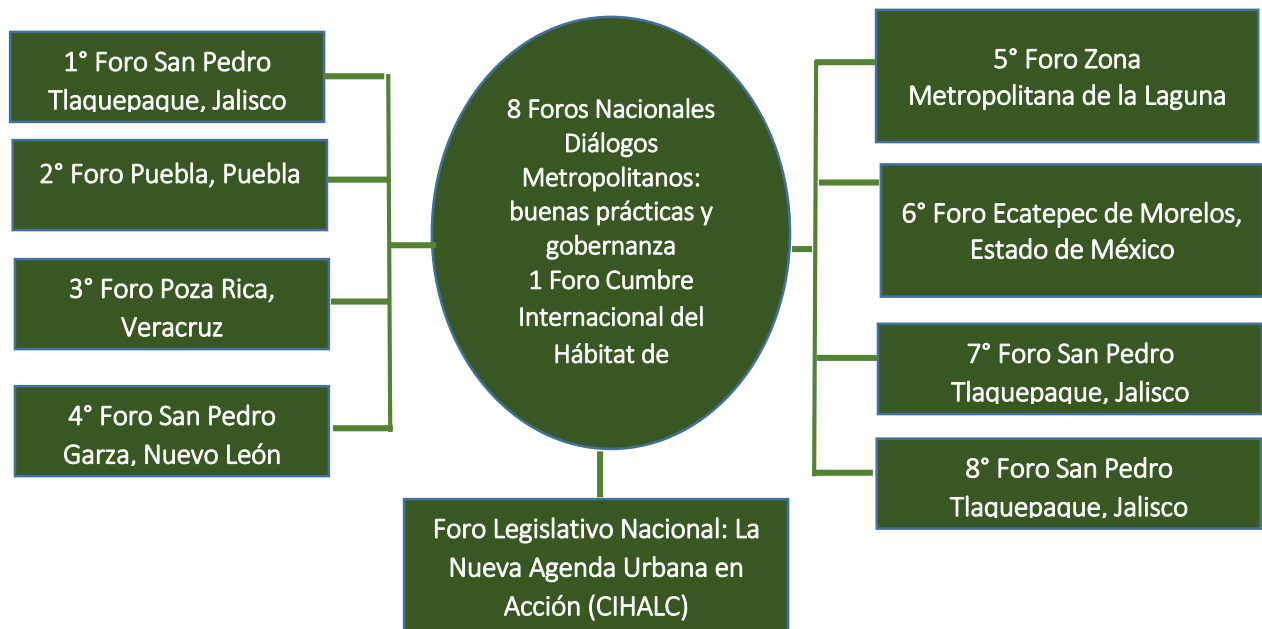 1° Foro San Pedro
Tlaquepaque, Jalisco
2° Foro Puebla, Puebla
3° Foro Poza Rica,
Veracruz
4° Foro San Pedro
Garza, Nuevo León
8 Foros Nacionales
Diálogos
Metropolitanos:
buenas prácticas y
gobernanza
1 Foro Cumbre
Internacional del
Hábitat de
Foro Legislativo Nacional: La
Nueva Agenda Urbana en
Acción (CIHALC)
5° Foro Zona
Metropolitana de la Laguna
6° Foro Ecatepec de Morelos,
Estado de México
7° Foro San Pedro
Tlaquepaque, Jalisco
8° Foro San Pedro
Tlaquepaque, Jalisco